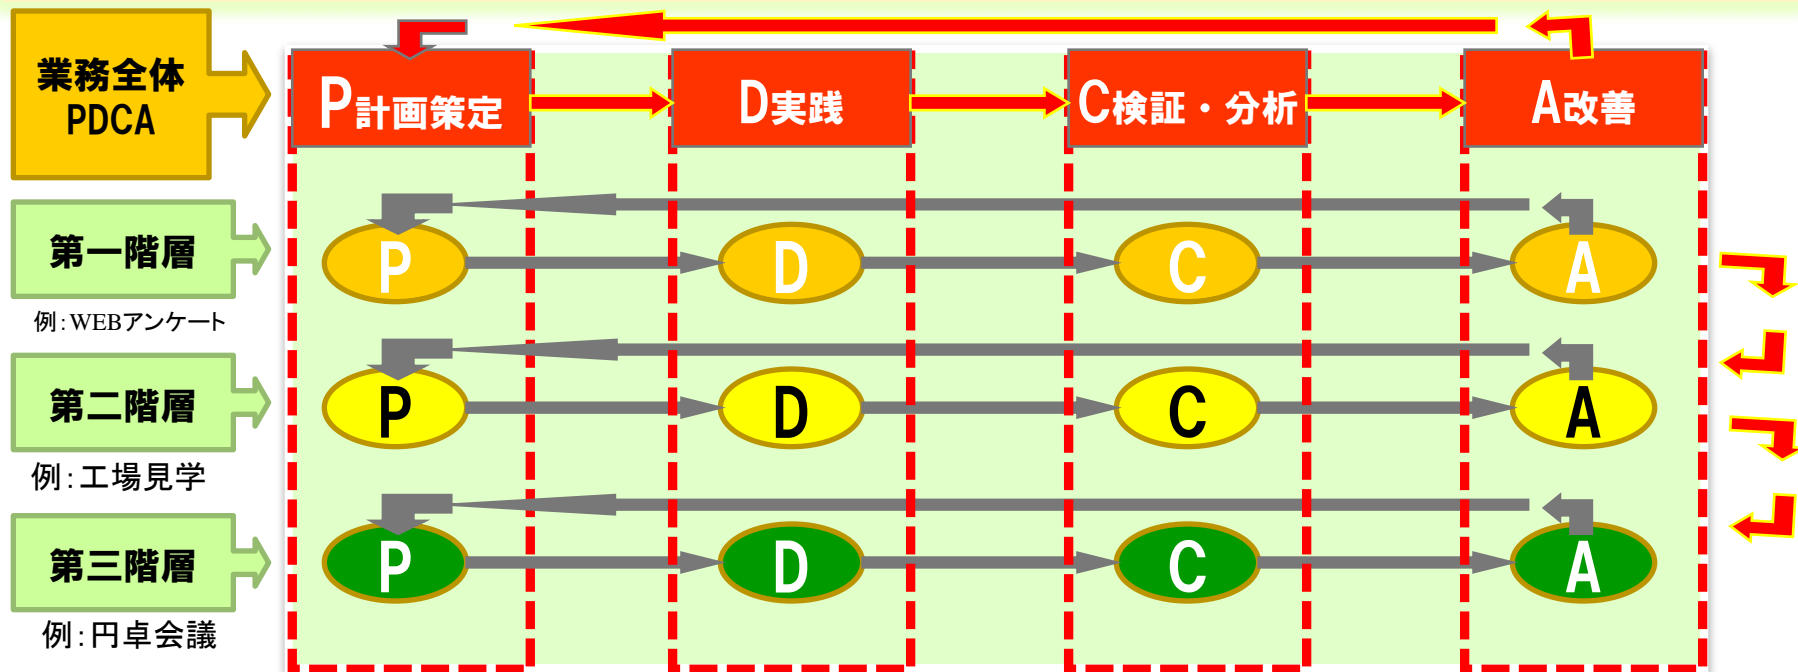 業務全体
PDCA
P計画策定
D実践
C検証・分析
A改善
第一階層
P
D
C
A
例：WEBアンケート
第二階層
P
D
C
A
例：工場見学
第三階層
P
D
C
A
例：円卓会議